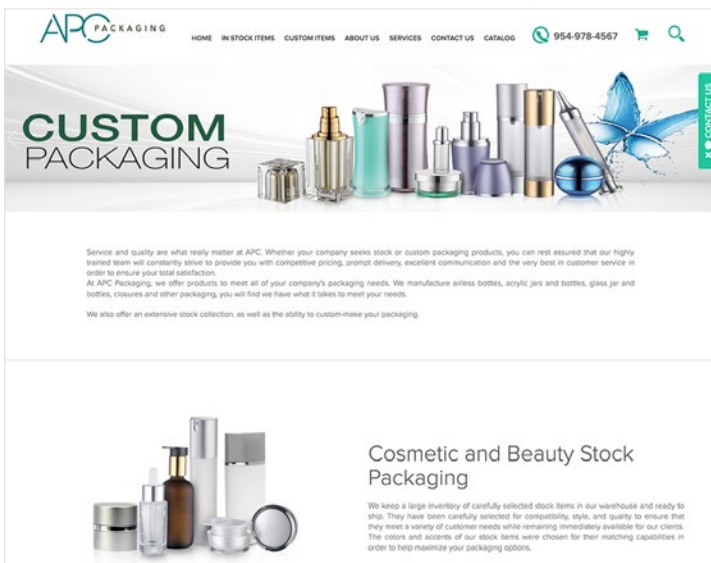 APC PACKAGING
HOME IN STOCK ITEMS CUSTOM ITEMS ABOUT US SERVICES CONTACT US CATALOG 954-978-4567
CONTACT US
CUSTOM
PACKAGING
Service and quality are what really matter at APC. Whether your company seeks stock or custom packaging products, you can rest assured that our highly
trained team will constantly strive to provide you with competitive pricing, prompt delivery, excellent communication and the very best in customer service in
order to ensure your total satisfaction.
At APC Packaging, we offer products to meet all of your company's packaging needs. We manufacture airless bottles, acrylic jars and bottles, glass jar and
bottles, closures and other packaging, you will find we have what it takes to meet your needs.
We also offer an extensive stock collection, as well as the ability to custom-make your packaging.
Cosmetic and Beauty Stock
Packaging
We keep a large inventory of carefully selected stock items in our warehouse and ready to
ship. They have been carefully selected for compatibility, style, and quality to ensure that
they meet a variety of customer needs while remaining immediately available for our clients.
The colors and accents of our stock items were chosen for their matching capabilities in
order to help maximize your packaging options.